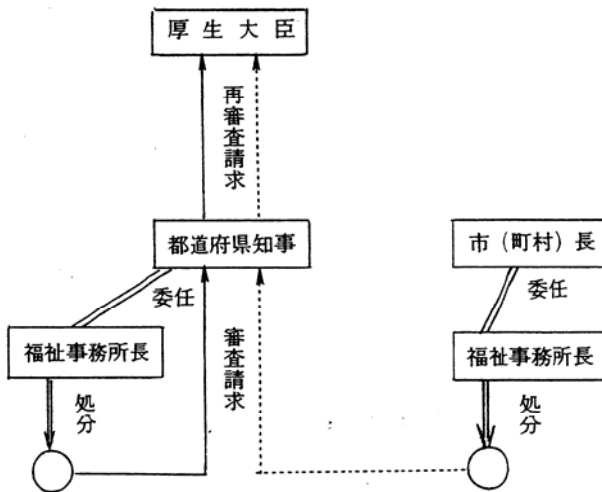 厚生大臣
再審査請求
都道府県知事
市（町村）長
委任
委任
福祉事務所長
審査請求
福祉事務所長
処分
処分